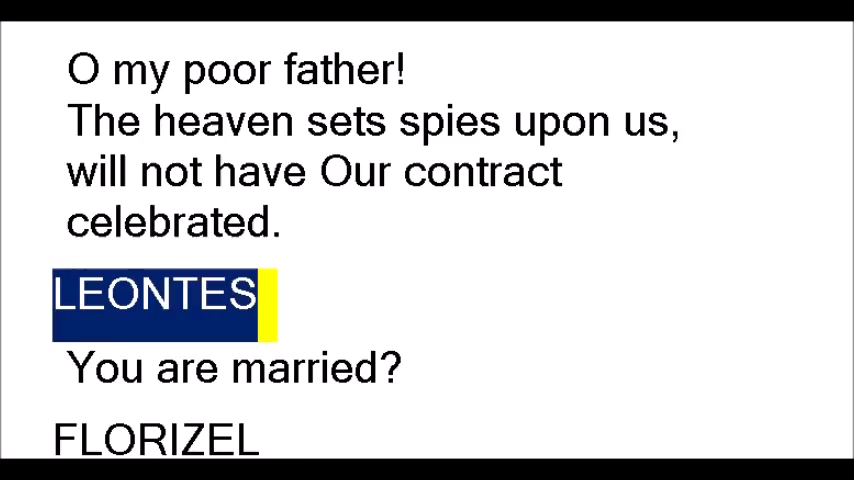 O my poor father!
The heaven sets spies upon us,
will not have Our contract
celebrated.
LEONTES
You are married?
FLORIZEL